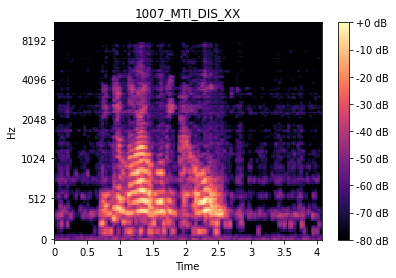 1007_MTI_DIS_XX
+0 dB
8192
-10 dB
4096
-20 dB
-30 dB
2048
Hz
-40 dB
1024
-50 dB
512
-60 dB
-70 dB
0
-80 dB
0 0.5 1 1.5 2 2.5 3 3.5 4
Time